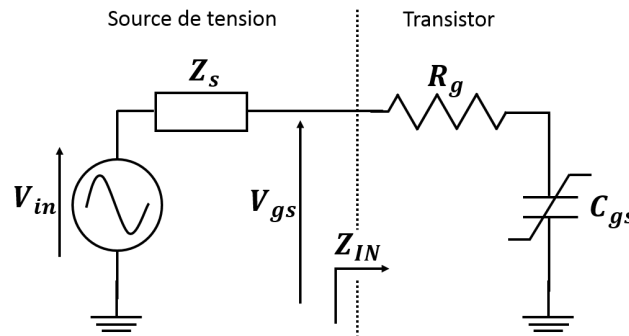 Source de tension
Transistor
Z_s
R_g
V_in
V_gs
Z_IN
C_gs